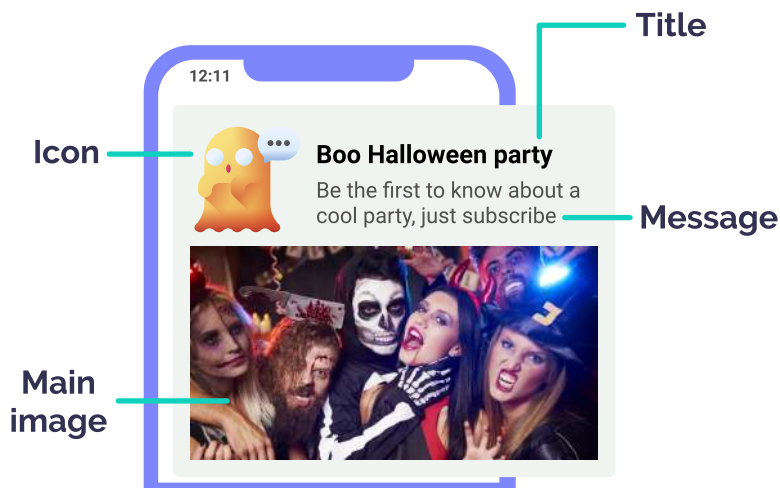 Title
12:11
Icon
Boo Halloween party
Be the first to know about a
cool party, just subscribe
Message
Main
image